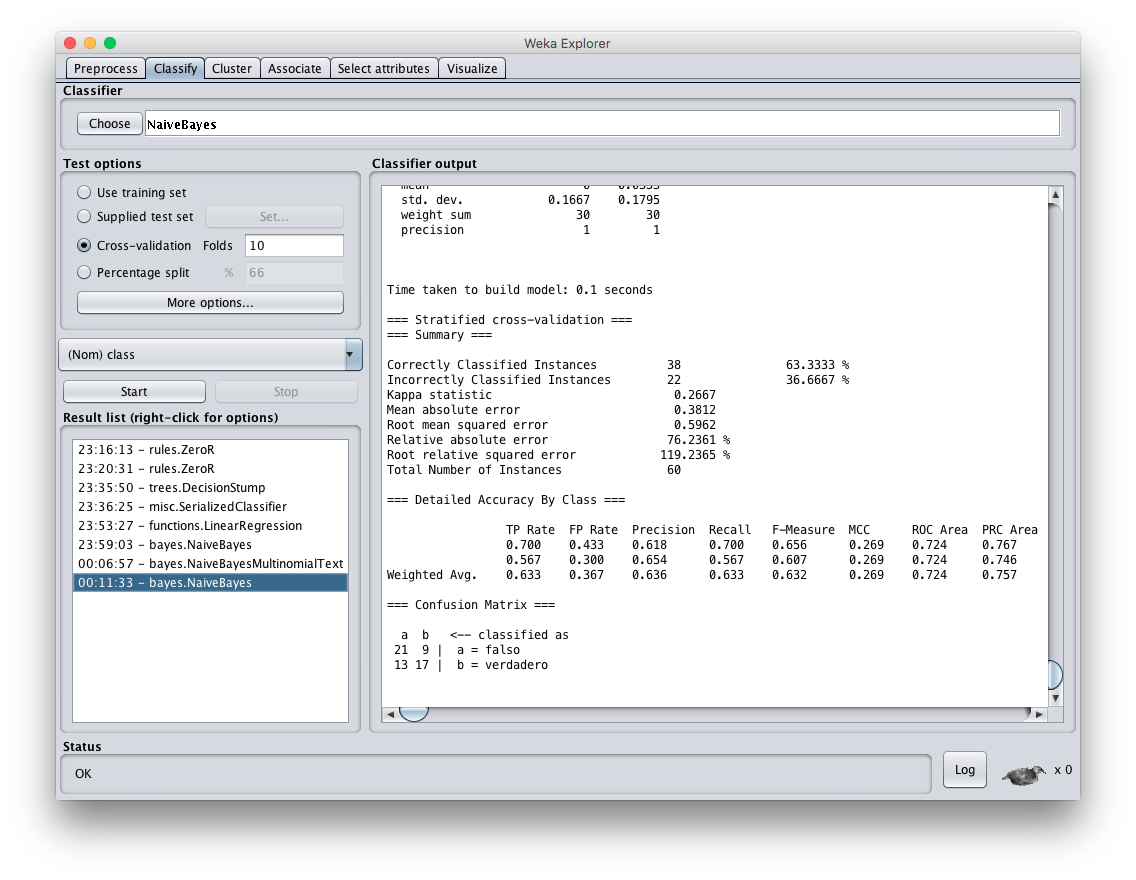 Weka Explorer
Preprocess Classify Cluster Associate Select attributes Visualize
Classifier
Choose NaiveBayes
Test options
Use training set
Supplied test set Set...
Cross-validation Folds 10
Percentage split % 66
More options...
(Nom) class
Start Stop
Result list (right-click for options)
23:16:13 - rules.ZeroR
23:20:31 - rules.ZeroR
23:35:50 - trees.DecisionStump
23:36:25 - misc.SerializedClassifier
23:53:27 - functions.LinearRegression
23:59:03 - bayes.NaiveBayes
00:06:57 - bayes.NaiveBayesMultinomialText
00:11:33 - bayes.NaiveBayes
Classifier output
mean 0 0.0333
std. dev. 0.1667 0.1795
weight sum 30 30
precision 1 1
Time taken to build model: 0.1 seconds
=== Stratified cross-validation ===
=== Summary ===
Correctly Classified Instances 38 63.3333 %
Incorrectly Classified Instances 22 36.6667 %
Kappa statistic 0.2667
Mean absolute error 0.3812
Root mean squared error 0.5962
Relative absolute error 76.2361 %
Root relative squared error 119.2365 %
Total Number of Instances 60
=== Detailed Accuracy By Class ===
TP Rate FP Rate Precision Recall F-Measure MCC ROC Area PRC Area
0.700 0.433 0.618 0.700 0.656 0.269 0.724 0.767
0.567 0.300 0.654 0.567 0.607 0.269 0.724 0.746
Weighted Avg. 0.633 0.367 0.636 0.633 0.632 0.269 0.724 0.757
=== Confusion Matrix ===
a b <-- classified as
21 9 | a = falso
13 17 | b = verdadero
Status
OK
Log
x 0